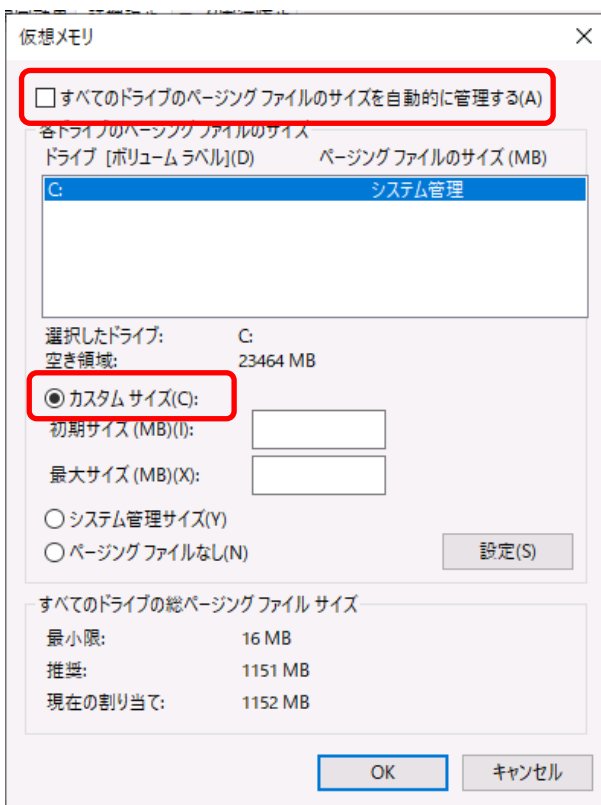 仮想メモリ
すべてのドライブのページング ファイルのサイズを自動的に管理する(A)
各ドライブのページング ファイルのサイズ
ドライブ [ボリューム ラベル](D) ページング ファイルのサイズ (MB)
C: システム管理
選択したドライブ: C:
空き領域: 23464 MB
カスタム サイズ(C):
初期サイズ (MB)(I):
最大サイズ (MB)(X):
システム管理サイズ(Y)
ページング ファイルなし(N) 設定(S)
すべてのドライブの総ページング ファイル サイズ
最小限: 16 MB
推奨: 1151 MB
現在の割り当て: 1152 MB
OK キャンセル